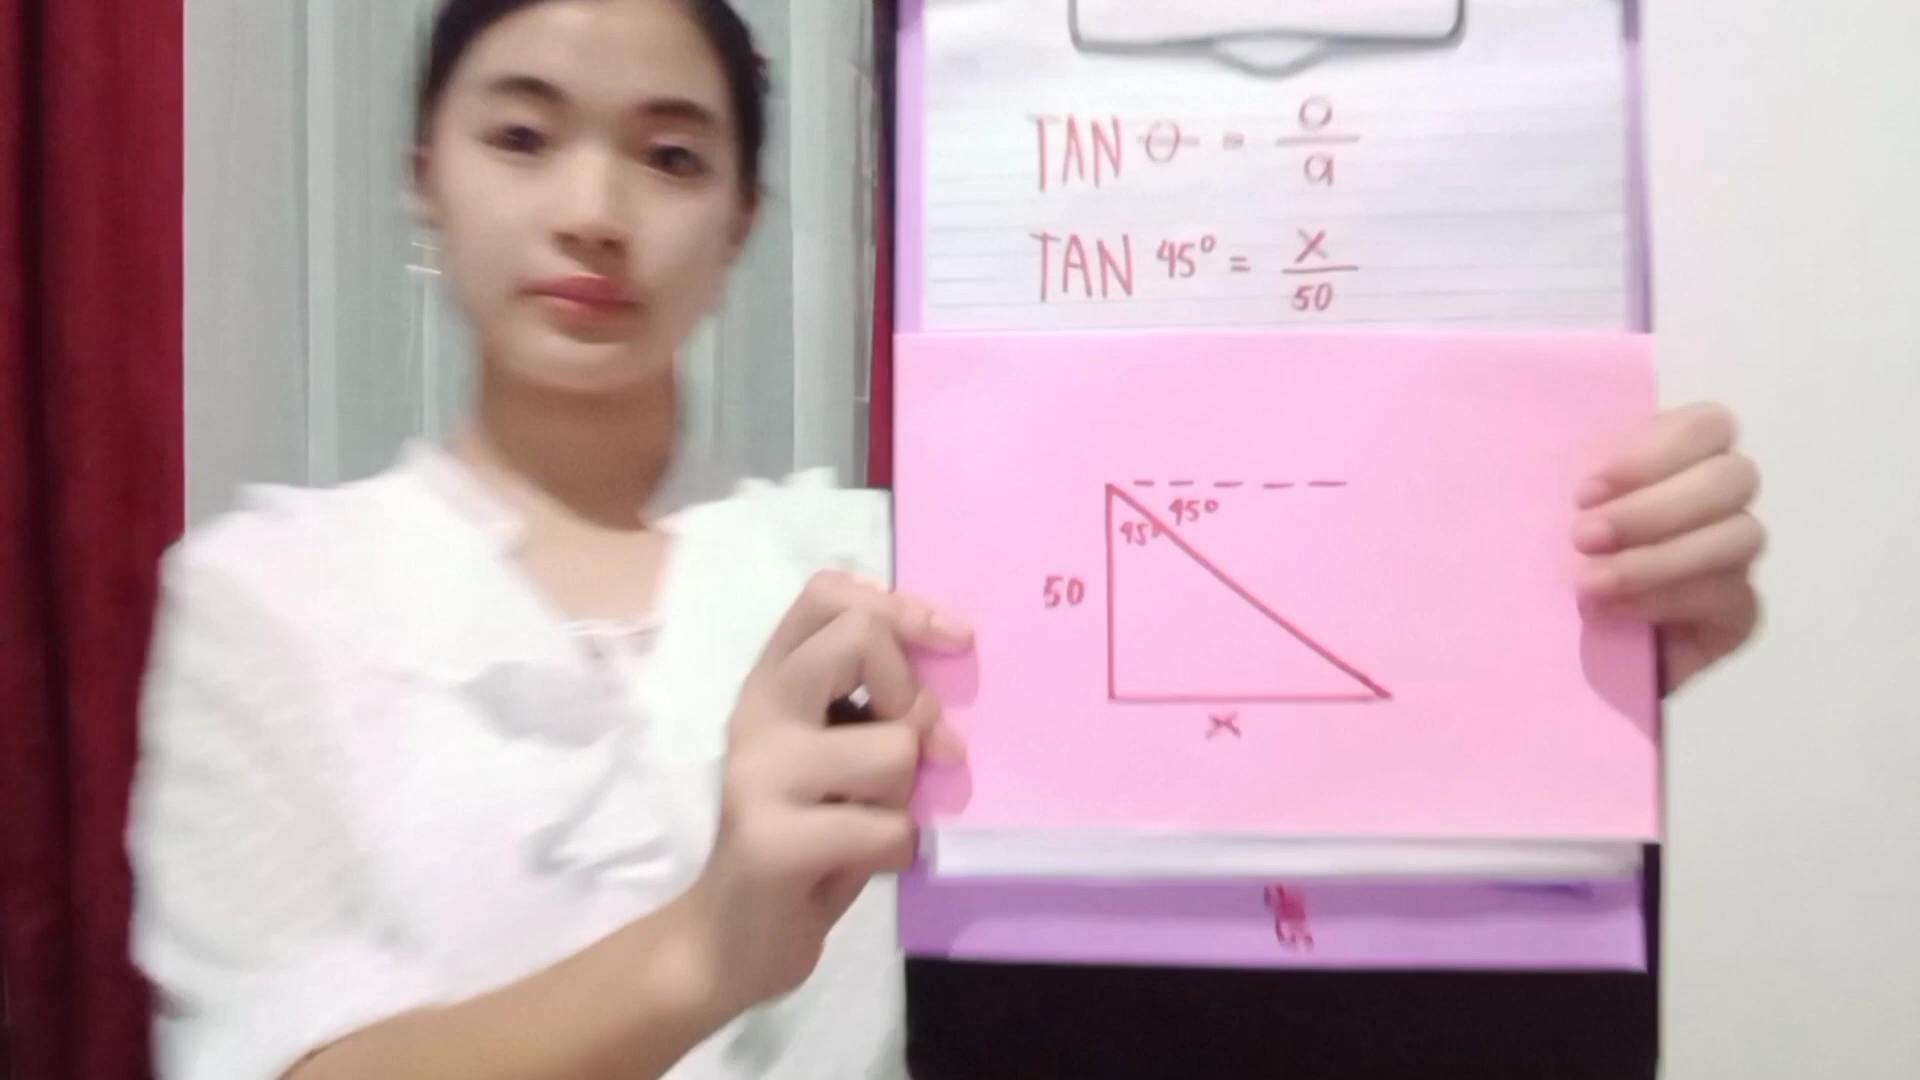 TAN θ = o/a
TAN 45° = x/50
45°
45°
50
x